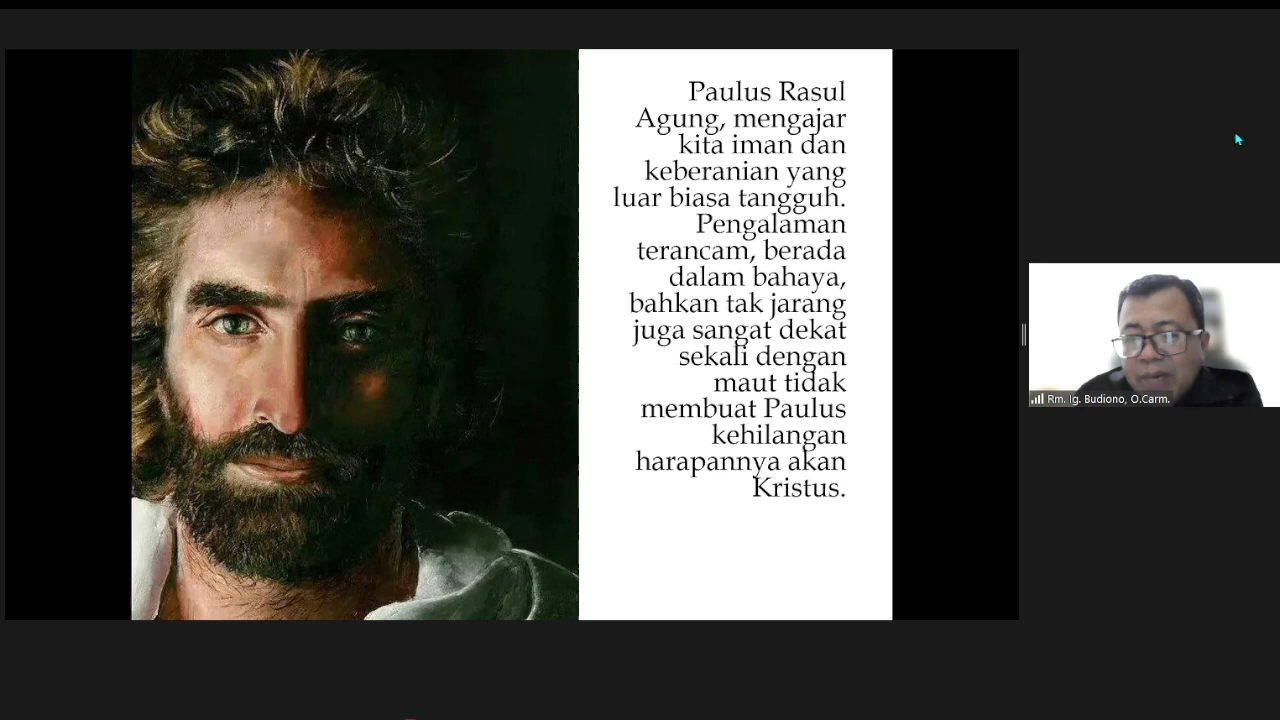 Paulus Rasul
Agung, mengajar
kita iman dan
keberanian yang
luar biasa tangguh.
Pengalaman
terancam, berada
dalam bahaya,
bahkan tak jarang
juga sangat dekat
sekali dengan
maut tidak
membuat Paulus
kehilangan
harapannya akan
Kristus.
Rm. Ig. Budiono, O.Carm.